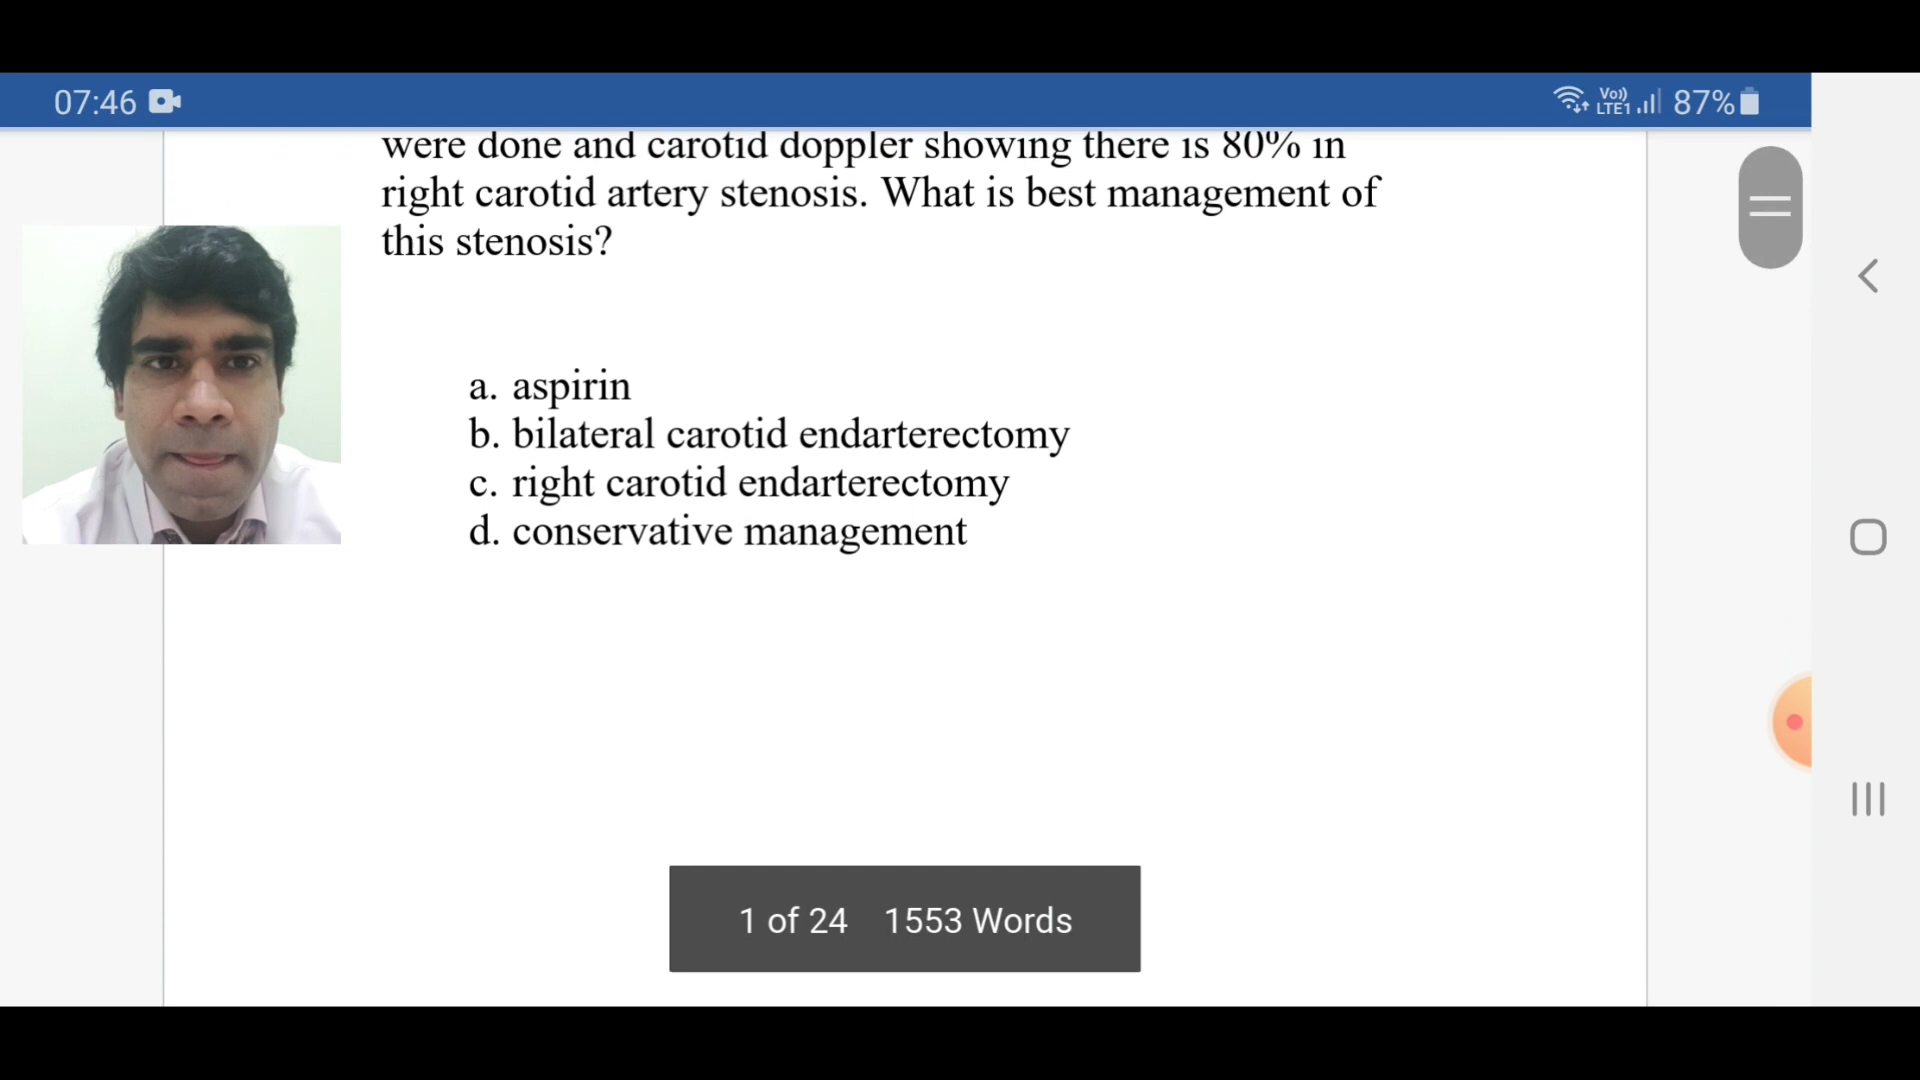 07:46
Vo)) LTE1 87%
were done and carotid doppler showing there is 80% in
right carotid artery stenosis. What is best management of
this stenosis?
a. aspirin
b. bilateral carotid endarterectomy
c. right carotid endarterectomy
d. conservative management
1 of 24 1553 Words